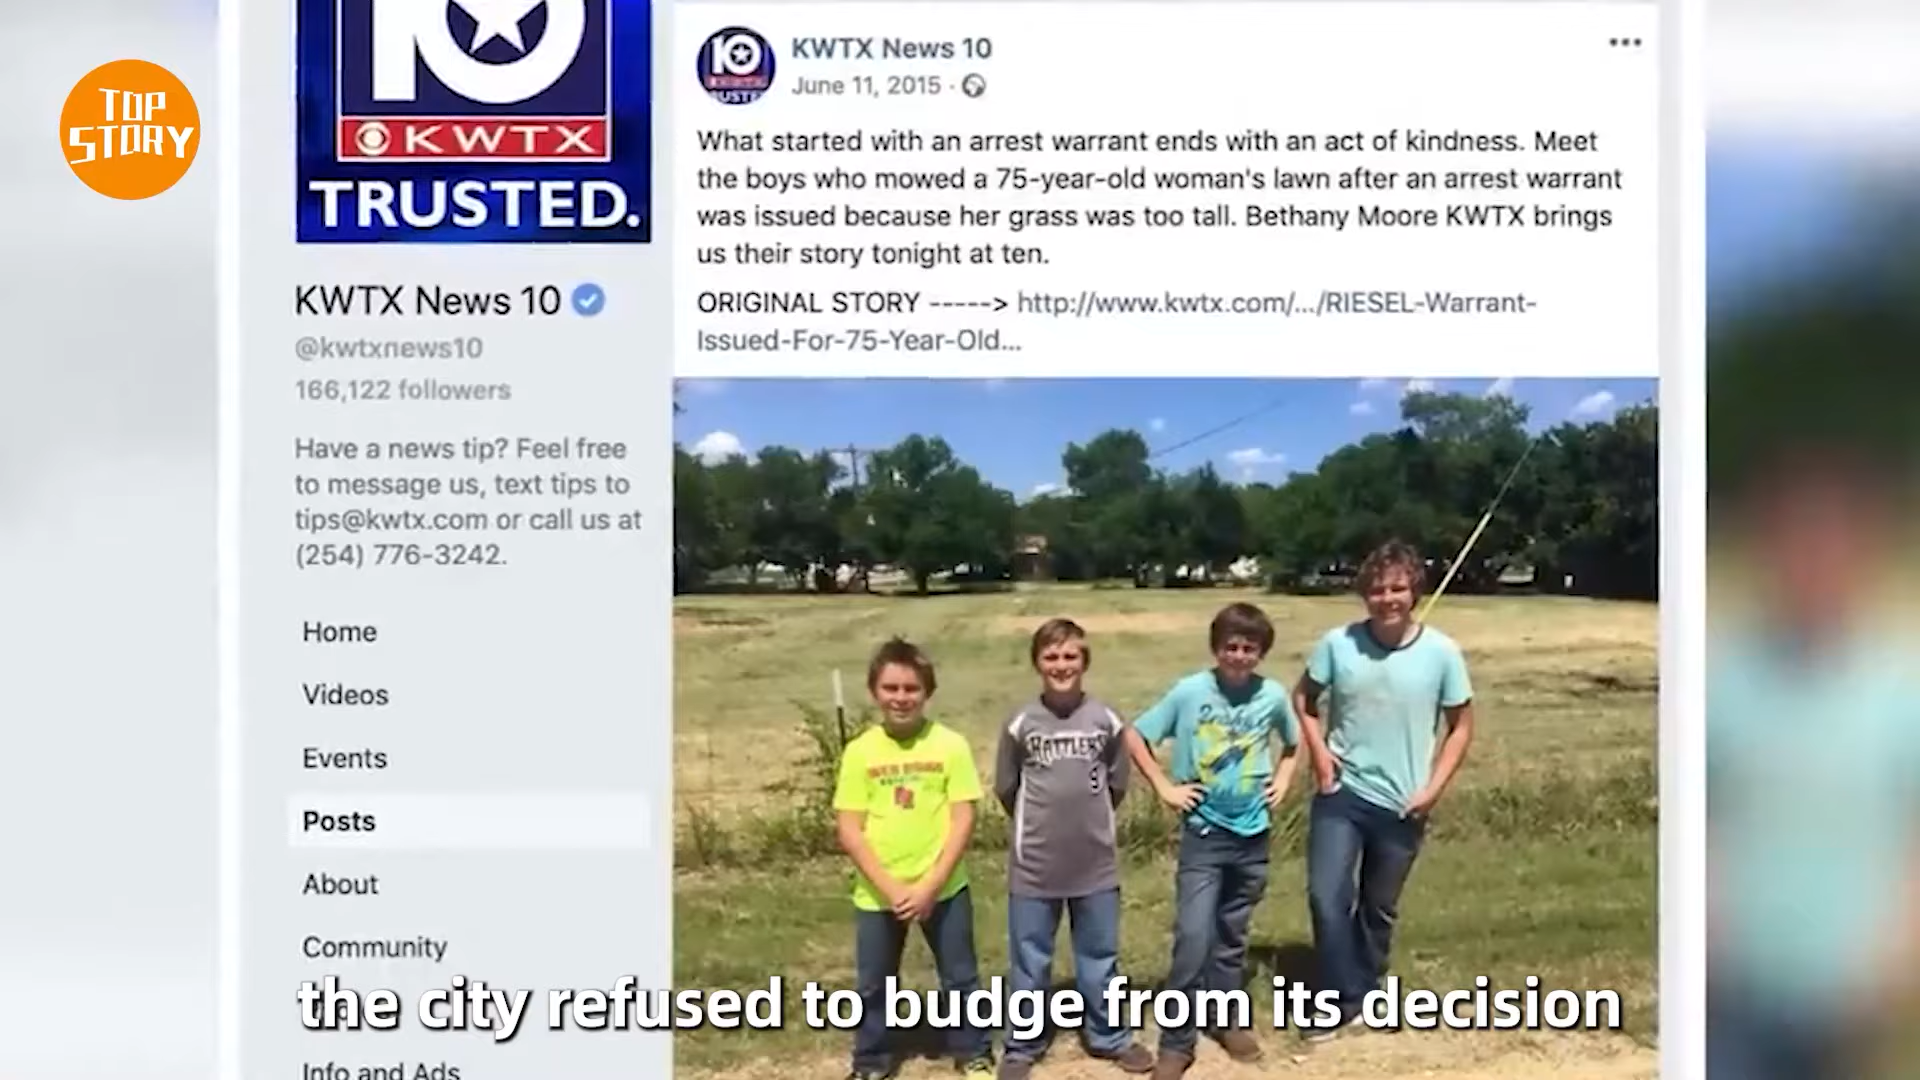 TOP
STORY
10
KWTX
TRUSTED.
KWTX News 10
@kwtxnews10
166,122 followers
Have a news tip? Feel free
to message us, text tips to
tips@kwtx.com or call us at
(254) 776-3242.
Home
Videos
Events
Posts
About
Community
Info and Ads
10
KWTX News 10
June 11, 2015 ·
What started with an arrest warrant ends with an act of kindness. Meet
the boys who mowed a 75-year-old woman's lawn after an arrest warrant
was issued because her grass was too tall. Bethany Moore KWTX brings
us their story tonight at ten.
ORIGINAL STORY -----> http://www.kwtx.com/.../RIESEL-Warrant-
Issued-For-75-Year-Old...
RATTLERS
9
the city refused to budge from its decision